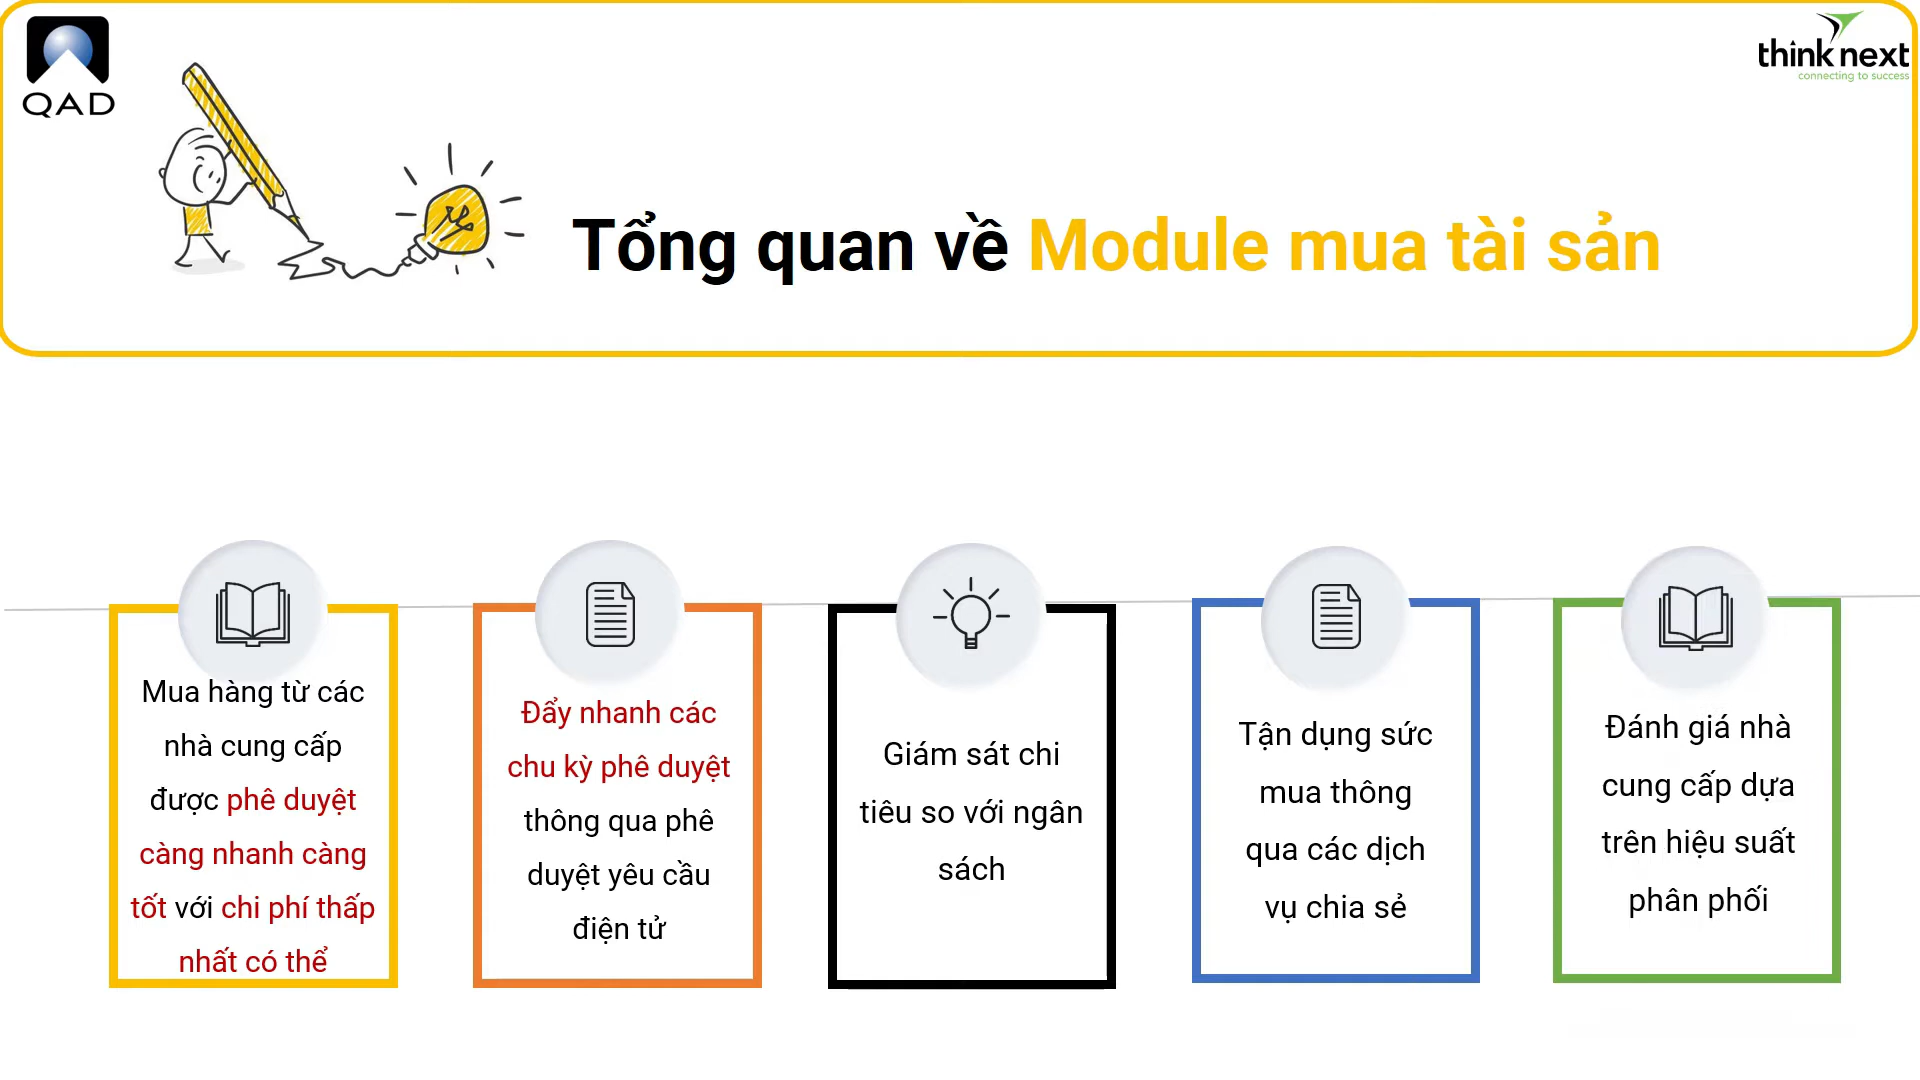 QAD
think next
connecting to success
Tổng quan về Module mua tài sản
Mua hàng từ các
nhà cung cấp
được phê duyệt
càng nhanh càng
tốt với chi phí thấp
nhất có thể
Đẩy nhanh các
chu kỳ phê duyệt
thông qua phê
duyệt yêu cầu
điện tử
Giám sát chi
tiêu so với ngân
sách
Tận dụng sức
mua thông
qua các dịch
vụ chia sẻ
Đánh giá nhà
cung cấp dựa
trên hiệu suất
phân phối